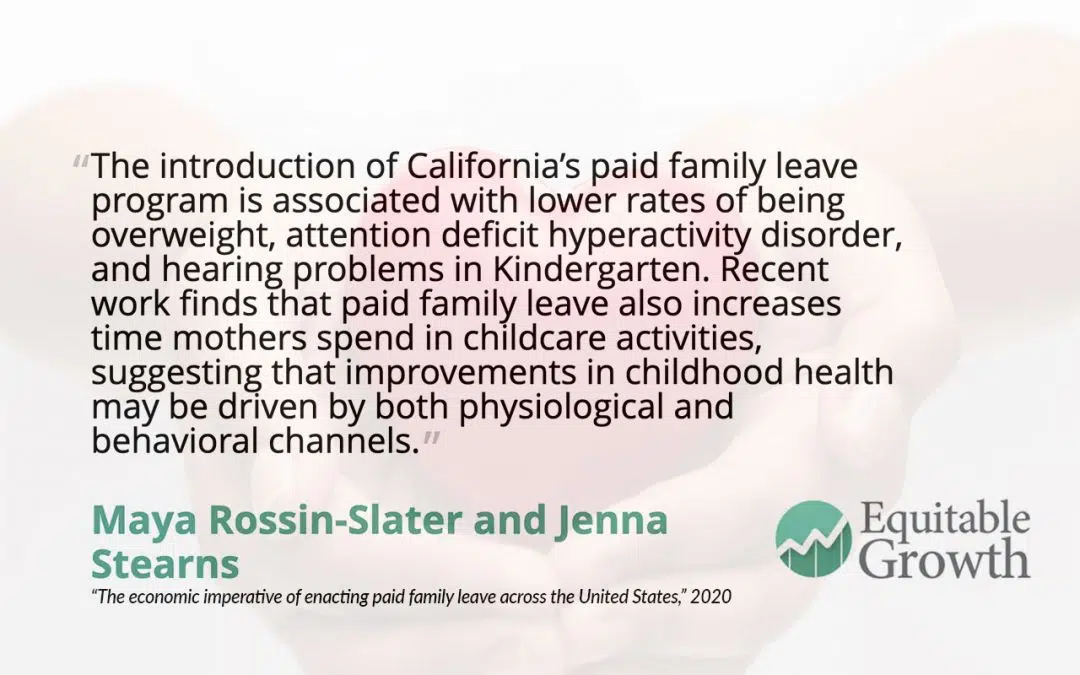 “The introduction of California’s paid family leave
program is associated with lower rates of being
overweight, attention deficit hyperactivity disorder,
and hearing problems in Kindergarten. Recent
work finds that paid family leave also increases
time mothers spend in childcare activities,
suggesting that improvements in childhood health
may be driven by both physiological and
behavioral channels.”
Maya Rossin-Slater and Jenna
Stearns
“The economic imperative of enacting paid family leave across the United States,” 2020
Equitable
Growth